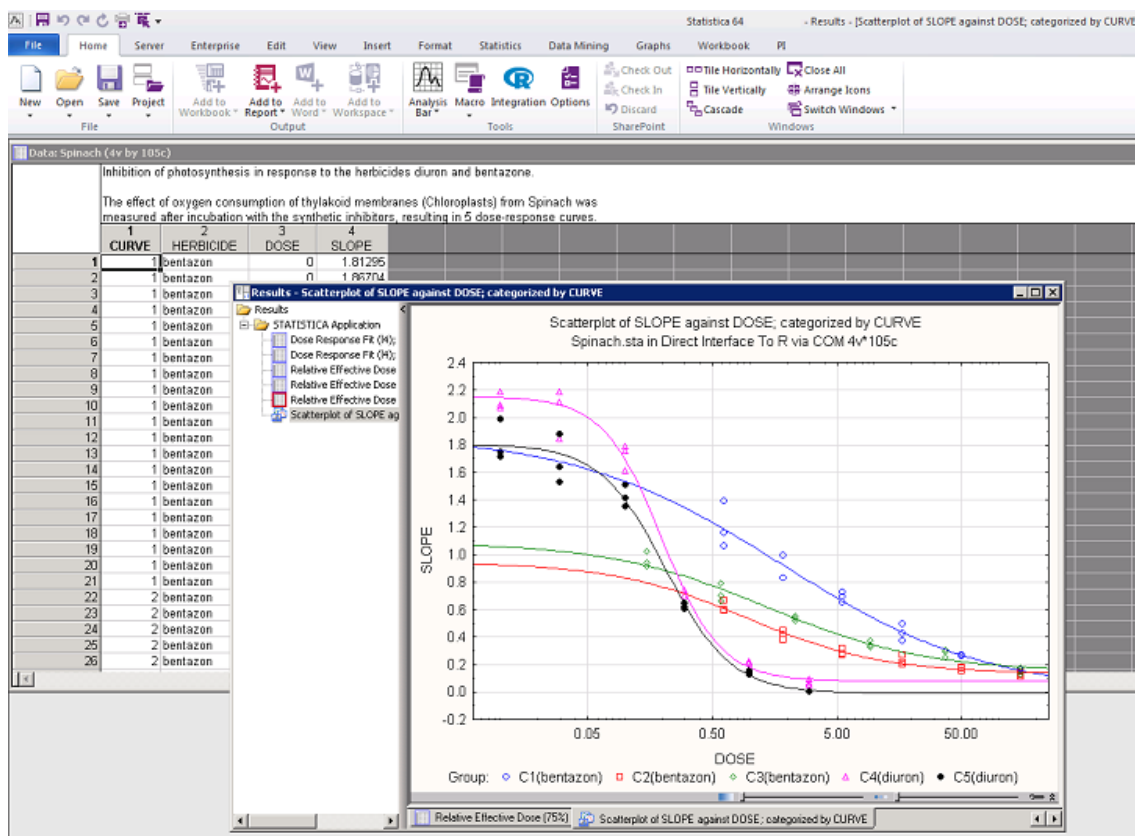 Statistica 64 - Results - [Scatterplot of SLOPE against DOSE; categorized by CURVE
File Home Server Enterprise Edit View Insert Format Statistics Data Mining Graphs Workbook PI
New Open Save Project Add to Workbook Add to Report Add to Word Add to Workspace Analysis Bar Macro Integration Options Check Out Check In Discard Tile Horizontally Tile Vertically Cascade Close All Arrange Icons Switch Windows
File Output Tools SharePoint Windows
Data: Spinach (4v by 105c)
Inhibition of photosynthesis in response to the herbicides diuron and bentazone.
The effect of oxygen consumption of thylakoid membranes (Chloroplasts) from Spinach was
measured after incubation with the synthetic inhibitors, resulting in 5 dose-response curves.
1 2 3 4
CURVE HERBICIDE DOSE SLOPE
1 1 bentazon 0 1.81295
2 1 bentazon 0 1.86704
3 1 bentazon
4 1 bentazon
5 1 bentazon
6 1 bentazon
7 1 bentazon
8 1 bentazon
9 1 bentazon
10 1 bentazon
11 1 bentazon
12 1 bentazon
13 1 bentazon
14 1 bentazon
15 1 bentazon
16 1 bentazon
17 1 bentazon
18 1 bentazon
19 1 bentazon
20 1 bentazon
21 1 bentazon
22 2 bentazon
23 2 bentazon
24 2 bentazon
25 2 bentazon
26 2 bentazon
Results - Scatterplot of SLOPE against DOSE; categorized by CURVE
Results
STATISTICA Application
Dose Response Fit (I4);
Dose Response Fit (I4);
Relative Effective Dose
Relative Effective Dose
Relative Effective Dose
Scatterplot of SLOPE ag
Scatterplot of SLOPE against DOSE; categorized by CURVE
Spinach.sta in Direct Interface To R via COM 4v*105c
2.4
2.2
2.0
1.8
1.6
1.4
1.2
1.0
0.8
0.6
0.4
0.2
0.0
-0.2
SLOPE
0.05 0.50 5.00 50.00
DOSE
Group: C1(bentazon) C2(bentazon) C3(bentazon) C4(diuron) C5(diuron)
Relative Effective Dose (75%) Scatterplot of SLOPE against DOSE; categorized by CURVE